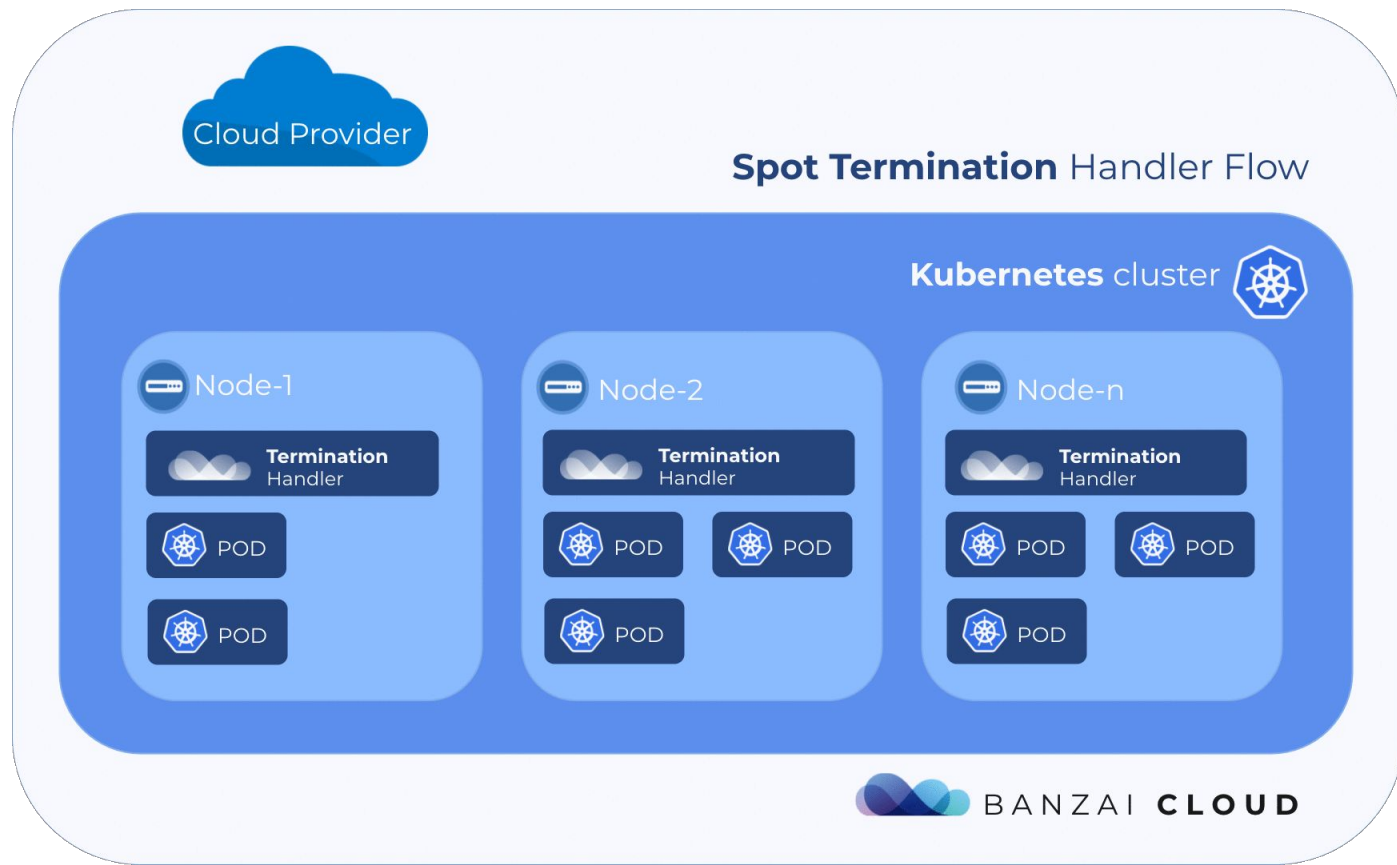 Cloud Provider
Spot Termination Handler Flow
Kubernetes cluster
Node-1
Termination
Handler
POD
POD
Node-2
Termination
Handler
POD POD
POD
Node-n
Termination
Handler
POD POD
POD
BANZAI CLOUD